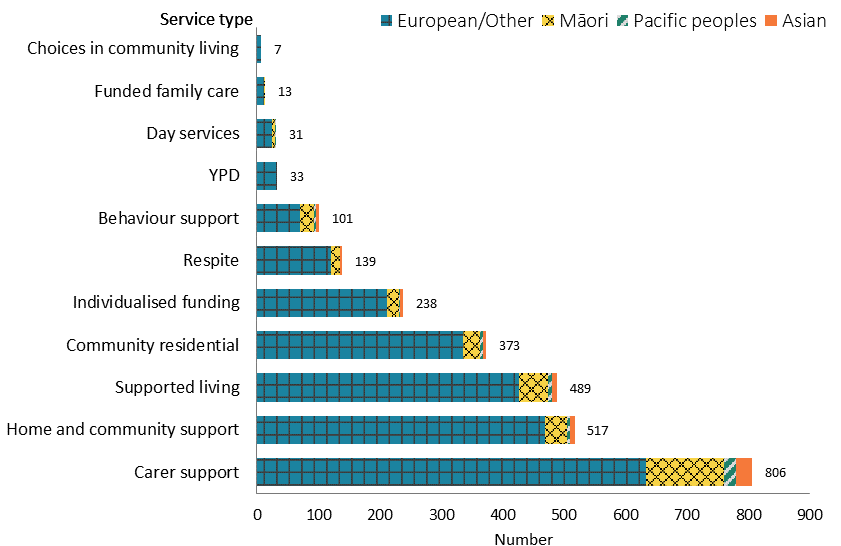 Service type
European/Other Māori Pacific peoples Asian
Choices in community living 7
Funded family care 13
Day services 31
YPD 33
Behaviour support 101
Respite 139
Individualised funding 238
Community residential 373
Supported living 489
Home and community support 517
Carer support 806
0 100 200 300 400 500 600 700 800 900
Number